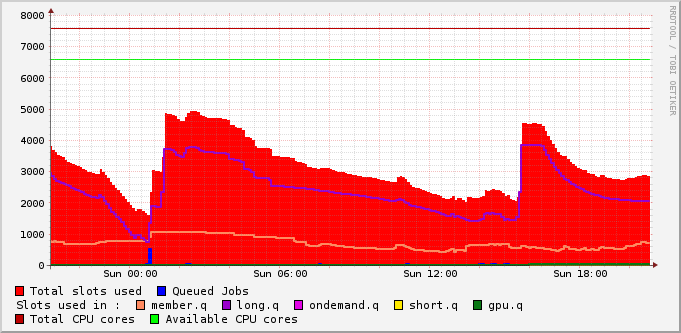 8000
7000
6000
5000
4000
3000
2000
1000
0
Sun 00:00 Sun 06:00 Sun 12:00 Sun 18:00
Total slots used Queued Jobs
Slots used in : member.q long.q ondemand.q short.q gpu.q
Total CPU cores Available CPU cores
RRDTOOL / TOBI OETIKER